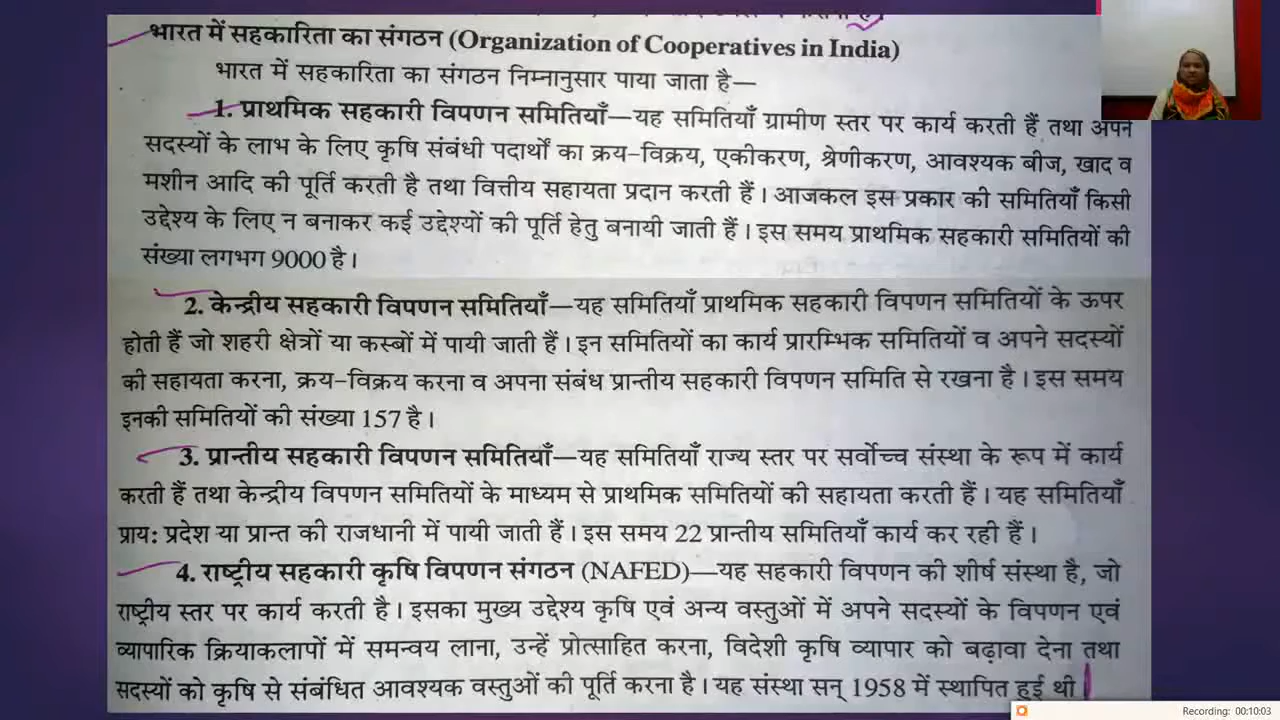 भारत में सहकारिता का संगठन (Organization of Cooperatives in India)
भारत में सहकारिता का संगठन निम्नानुसार पाया जाता है—
1. प्राथमिक सहकारी विपणन समितियाँ—यह समितियाँ ग्रामीण स्तर पर कार्य करती हैं तथा अपने
सदस्यों के लाभ के लिए कृषि संबंधी पदार्थों का क्रय-विक्रय, एकीकरण, श्रेणीकरण, आवश्यक बीज, खाद व
मशीन आदि की पूर्ति करती है तथा वित्तीय सहायता प्रदान करती हैं। आजकल इस प्रकार की समितियाँ किसी
उद्देश्य के लिए न बनाकर कई उद्देश्यों की पूर्ति हेतु बनायी जाती हैं। इस समय प्राथमिक सहकारी समितियों की
संख्या लगभग 9000 है।
2. केन्द्रीय सहकारी विपणन समितियाँ—यह समितियाँ प्राथमिक सहकारी विपणन समितियों के ऊपर
होती हैं जो शहरी क्षेत्रों या कस्बों में पायी जाती हैं। इन समितियों का कार्य प्रारम्भिक समितियों व अपने सदस्यों
की सहायता करना, क्रय-विक्रय करना व अपना संबंध प्रान्तीय सहकारी विपणन समिति से रखना है। इस समय
इनकी समितियों की संख्या 157 है।
3. प्रान्तीय सहकारी विपणन समितियाँ—यह समितियाँ राज्य स्तर पर सर्वोच्च संस्था के रूप में कार्य
करती हैं तथा केन्द्रीय विपणन समितियों के माध्यम से प्राथमिक समितियों की सहायता करती हैं। यह समितियाँ
प्राय: प्रदेश या प्रान्त की राजधानी में पायी जाती हैं। इस समय 22 प्रान्तीय समितियाँ कार्य कर रही हैं।
4. राष्ट्रीय सहकारी कृषि विपणन संगठन (NAFED)—यह सहकारी विपणन की शीर्ष संस्था है, जो
राष्ट्रीय स्तर पर कार्य करती है। इसका मुख्य उद्देश्य कृषि एवं अन्य वस्तुओं में अपने सदस्यों के विपणन एवं
व्यापारिक क्रियाकलापों में समन्वय लाना, उन्हें प्रोत्साहित करना, विदेशी कृषि व्यापार को बढ़ावा देना तथा
सदस्यों को कृषि से संबंधित आवश्यक वस्तुओं की पूर्ति करना है। यह संस्था सन् 1958 में स्थापित हुई थी।
Recording: 00:10:03